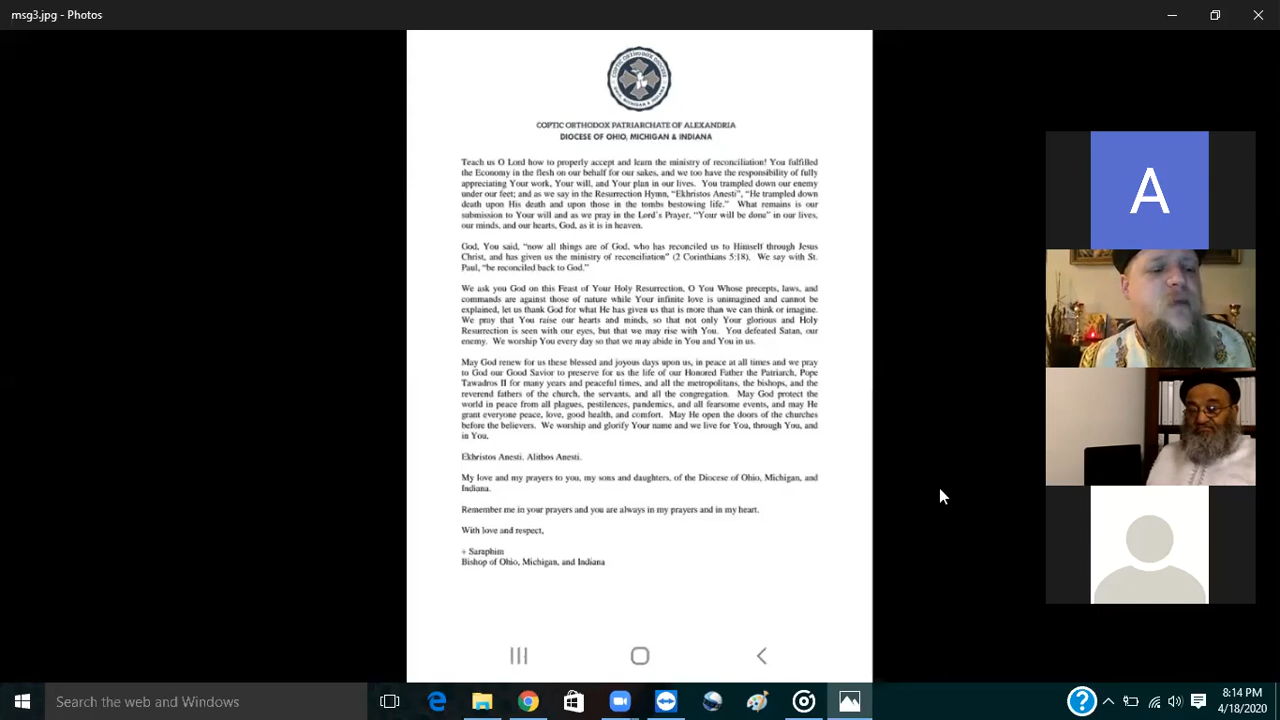 msg3.jpg - Photos
COPTIC ORTHODOX DIOCESE
OHIO, MICHIGAN & INDIANA
COPTIC ORTHODOX PATRIARCHATE OF ALEXANDRIA
DIOCESE OF OHIO, MICHIGAN & INDIANA
Teach us O Lord how to properly accept and learn the ministry of reconciliation! You fulfilled
the Economy in the flesh on our behalf for our sakes, and we too have the responsibility of fully
appreciating Your work, Your will, and Your plan in our lives. You trampled down our enemy
under our feet; and as we say in the Resurrection Hymn, "Ekhristos Anesti", "He trampled down
death upon His death and upon those in the tombs bestowing life." What remains is our
submission to Your will and as we pray in the Lord's Prayer, "Your will be done" in our lives,
our minds, and our hearts, God, as it is in heaven.
God, You said, "now all things are of God, who has reconciled us to Himself through Jesus
Christ, and has given us the ministry of reconciliation" (2 Corinthians 5:18). We say with St.
Paul, "be reconciled back to God."
We ask you God on this Feast of Your Holy Resurrection, O You Whose precepts, laws, and
commands are against those of nature while Your infinite love is unimagined and cannot be
explained, let us thank God for what He has given us that is more than we can think or imagine.
We pray that You raise our hearts and minds, so that not only Your glorious and Holy
Resurrection is seen with our eyes, but that we may rise with You. You defeated Satan, our
enemy. We worship You every day so that we may abide in You and You in us.
May God renew for us these blessed and joyous days upon us, in peace at all times and we pray
to God our Good Savior to preserve for us the life of our Honored Father the Patriarch, Pope
Tawadros II for many years and peaceful times, and all the metropolitans, the bishops, and the
reverend fathers of the church, the servants, and all the congregation. May God protect the
world in peace from all plagues, pestilences, pandemics, and all fearsome events, and may He
grant everyone peace, love, good health, and comfort. May He open the doors of the churches
before the believers. We worship and glorify Your name and we live for You, through You, and
in You.
Ekhristos Anesti. Alithos Anesti.
My love and my prayers to you, my sons and daughters, of the Diocese of Ohio, Michigan, and
Indiana.
Remember me in your prayers and you are always in my prayers and in my heart.
With love and respect,
+ Saraphim
Bishop of Ohio, Michigan, and Indiana
A
Search the web and Windows
8:14 PM
4/18/2020